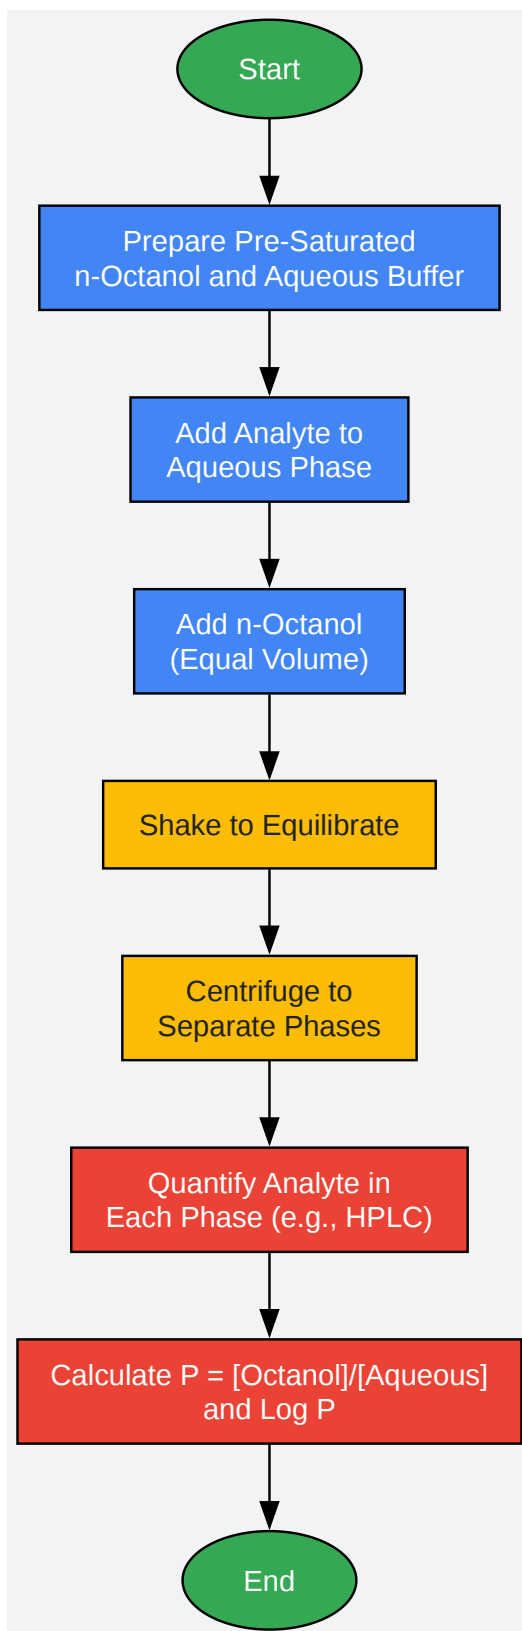 Start
Prepare Pre-Saturated
n-Octanol and Aqueous Buffer
Add Analyte to
Aqueous Phase
Add n-Octanol
(Equal Volume)
Shake to Equilibrate
Centrifuge to
Separate Phases
Quantify Analyte in
Each Phase (e.g., HPLC)
Calculate P = [Octanol]/[Aqueous]
and Log P
End